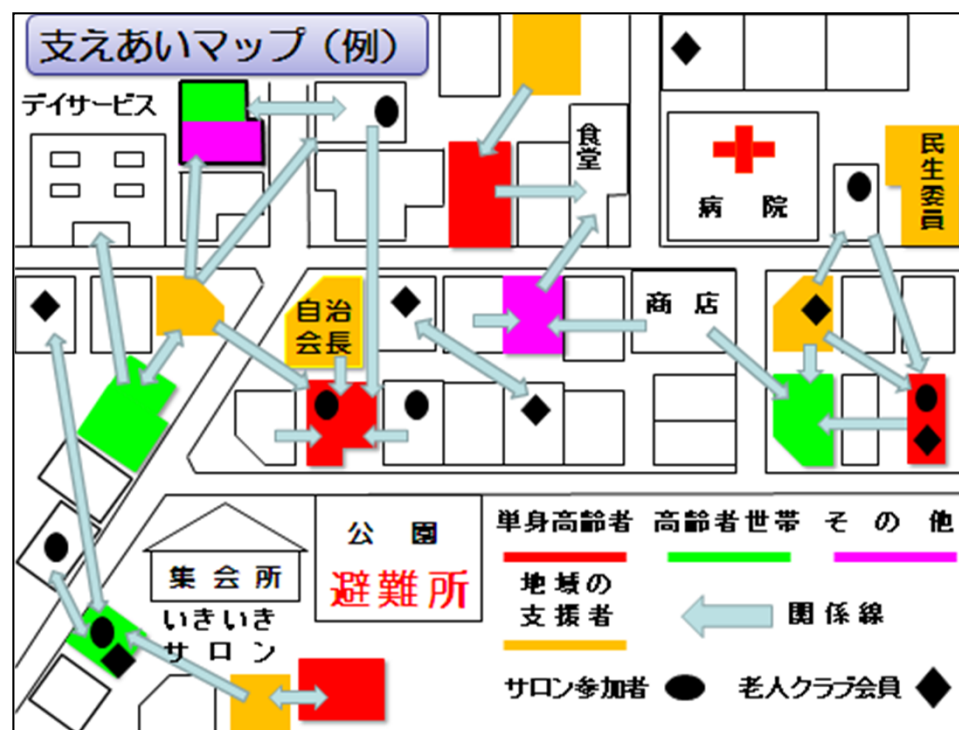 支えあいマップ（例）
デイサービス
食堂
病院
民生委員
自治
会長
商店
公園
避難所
集会所
いきいき
サロン
単身高齢者
高齢者世帯
その他
地域の
支援者
関係線
サロン参加者
老人クラブ会員